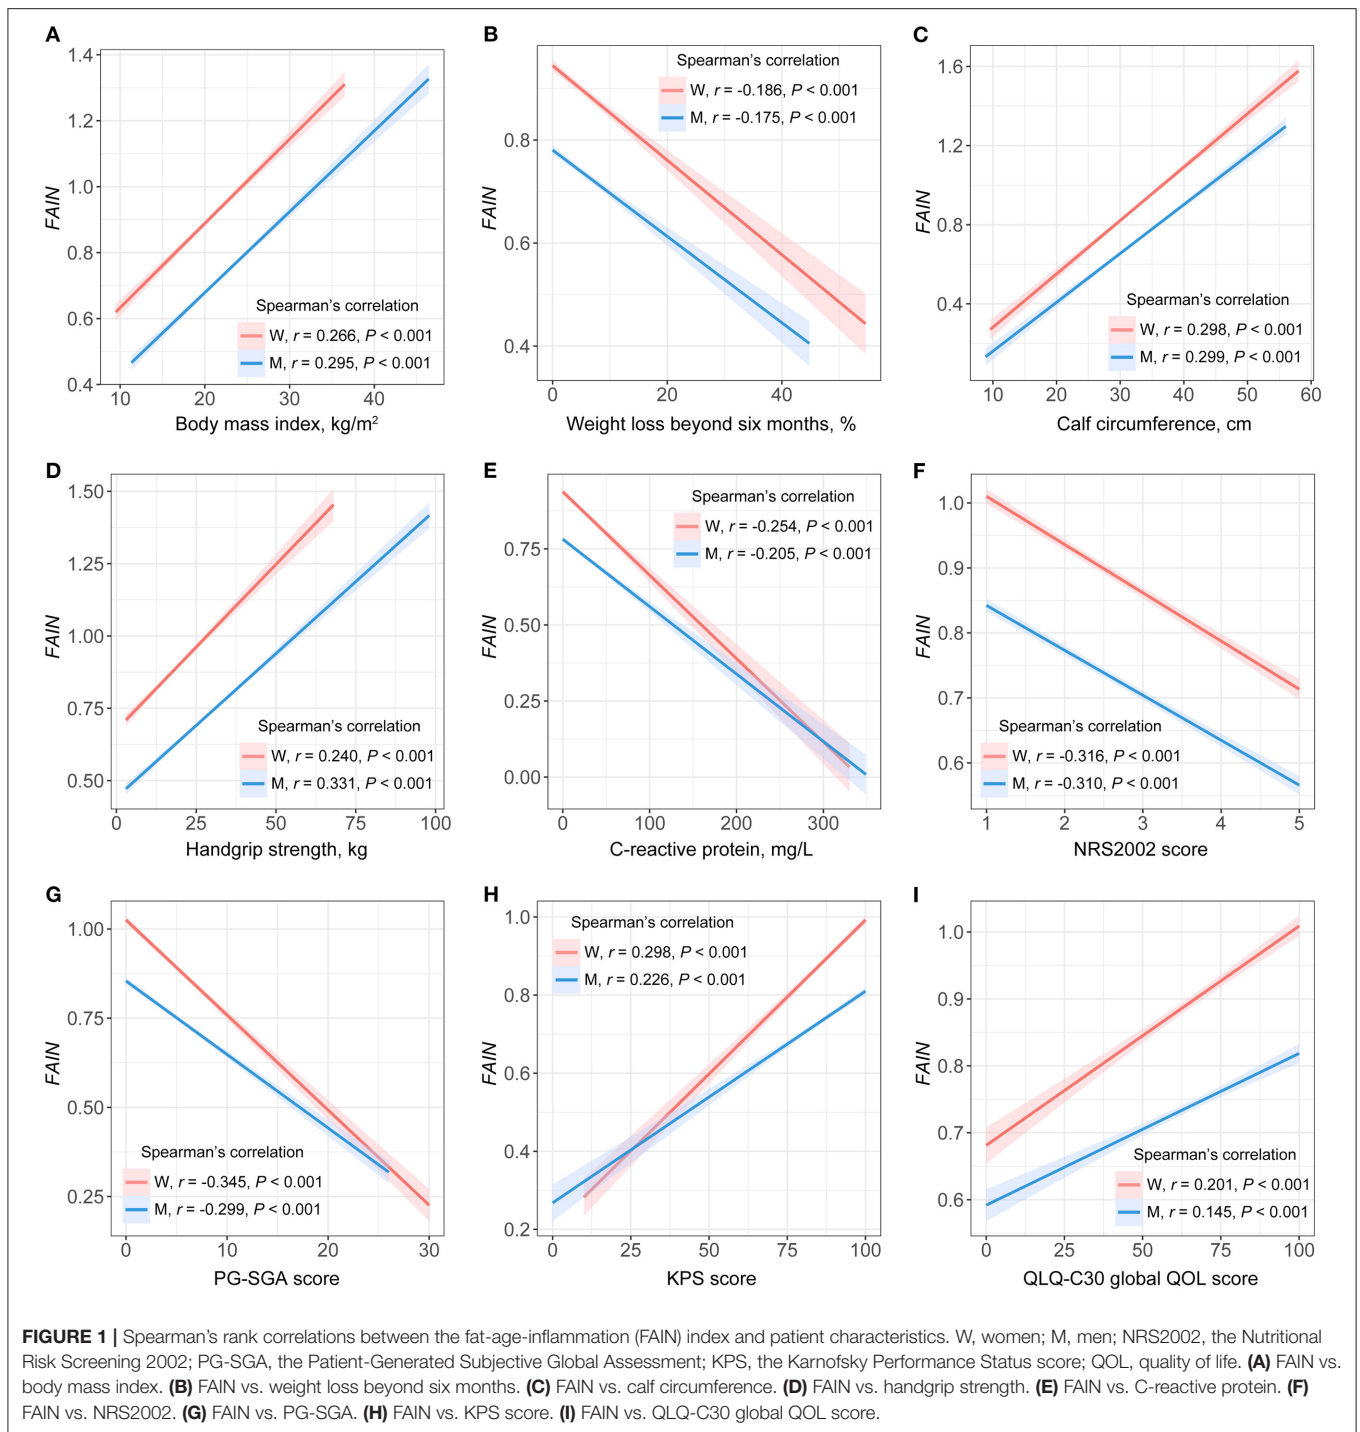 A
1.4
1.2
1.0
0.8
0.6
0.4
FAIN
Spearman's correlation
W, r = 0.266, P < 0.001
M, r = 0.295, P < 0.001
10 20 30 40
Body mass index, kg/m²
B
0.8
0.6
0.4
FAIN
Spearman's correlation
W, r = -0.186, P < 0.001
M, r = -0.175, P < 0.001
0 20 40
Weight loss beyond six months, %
C
1.6
1.2
0.8
0.4
FAIN
Spearman's correlation
W, r = 0.298, P < 0.001
M, r = 0.299, P < 0.001
10 20 30 40 50 60
Calf circumference, cm
D
1.50
1.25
1.00
0.75
0.50
FAIN
Spearman's correlation
W, r = 0.240, P < 0.001
M, r = 0.331, P < 0.001
0 25 50 75 100
Handgrip strength, kg
E
0.75
0.50
0.25
0.00
FAIN
Spearman's correlation
W, r = -0.254, P < 0.001
M, r = -0.205, P < 0.001
0 100 200 300
C-reactive protein, mg/L
F
1.0
0.9
0.8
0.7
0.6
FAIN
Spearman's correlation
W, r = -0.316, P < 0.001
M, r = -0.310, P < 0.001
1 2 3 4 5
NRS2002 score
G
1.00
0.75
0.50
0.25
FAIN
Spearman's correlation
W, r = -0.345, P < 0.001
M, r = -0.299, P < 0.001
0 10 20 30
PG-SGA score
H
1.0
0.8
0.6
0.4
0.2
FAIN
Spearman's correlation
W, r = 0.298, P < 0.001
M, r = 0.226, P < 0.001
0 25 50 75 100
KPS score
I
1.0
0.9
0.8
0.7
0.6
FAIN
Spearman's correlation
W, r = 0.201, P < 0.001
M, r = 0.145, P < 0.001
0 25 50 75 100
QLQ-C30 global QOL score
FIGURE 1 | Spearman's rank correlations between the fat-age-inflammation (FAIN) index and patient characteristics. W, women; M, men; NRS2002, the Nutritional
Risk Screening 2002; PG-SGA, the Patient-Generated Subjective Global Assessment; KPS, the Karnofsky Performance Status score; QOL, quality of life. (A) FAIN vs.
body mass index. (B) FAIN vs. weight loss beyond six months. (C) FAIN vs. calf circumference. (D) FAIN vs. handgrip strength. (E) FAIN vs. C-reactive protein. (F)
FAIN vs. NRS2002. (G) FAIN vs. PG-SGA. (H) FAIN vs. KPS score. (I) FAIN vs. QLQ-C30 global QOL score.